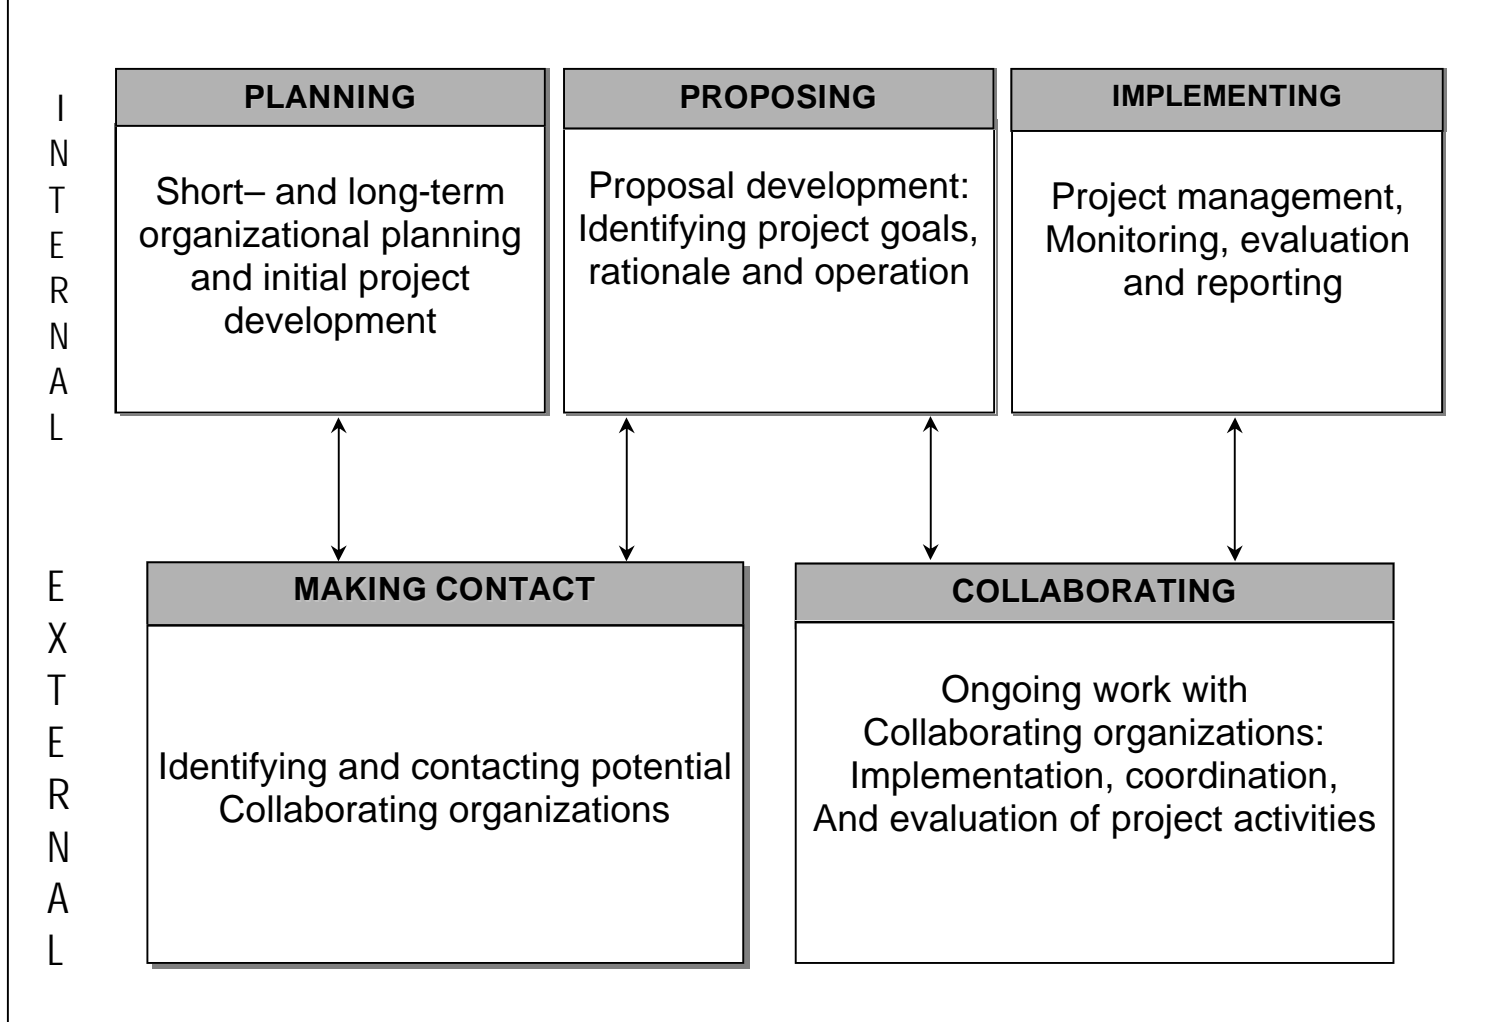 INTERNAL
PLANNING
Short– and long-term
organizational planning
and initial project
development
PROPOSING
Proposal development:
Identifying project goals,
rationale and operation
IMPLEMENTING
Project management,
Monitoring, evaluation
and reporting
EXTERNAL
MAKING CONTACT
Identifying and contacting potential
Collaborating organizations
COLLABORATING
Ongoing work with
Collaborating organizations:
Implementation, coordination,
And evaluation of project activities